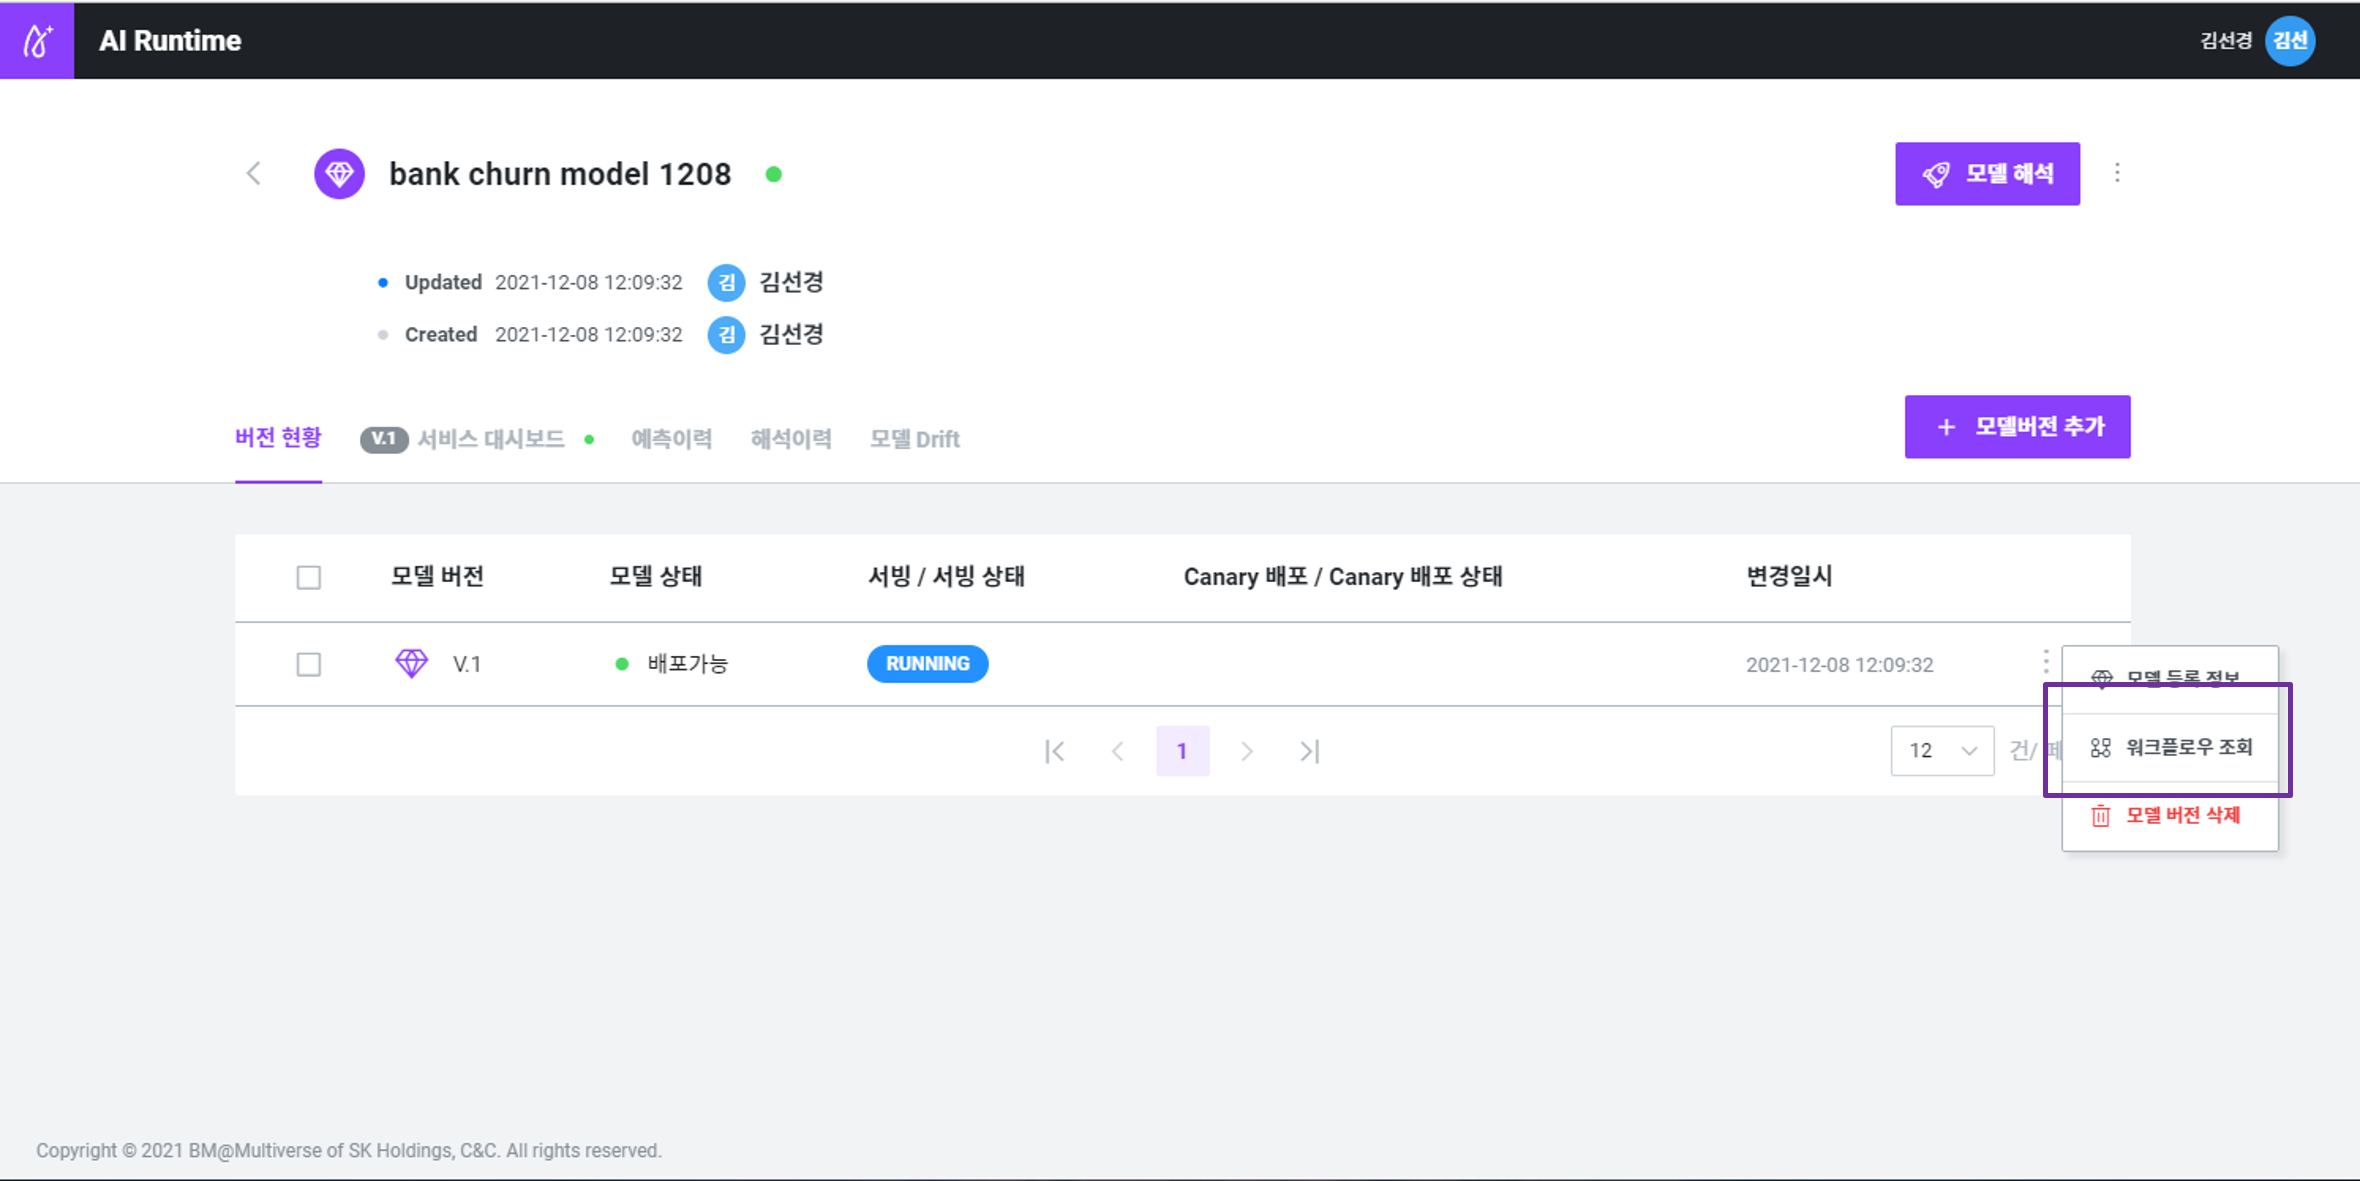 AI Runtime
김선경 김선
bank churn model 1208
모델 해석
Updated 2021-12-08 12:09:32 김 김선경
Created 2021-12-08 12:09:32 김 김선경
버전 현황 V.1 서비스 대시보드 예측이력 해석이력 모델 Drift
+ 모델버전 추가
모델 버전 모델 상태 서빙 / 서빙 상태 Canary 배포 / Canary 배포 상태 변경일시
V.1 배포가능 RUNNING 2021-12-08 12:09:32
모델 등록 정보
워크플로우 조회
모델 버전 삭제
1
12 건/
Copyright © 2021 BM@Multiverse of SK Holdings, C&C. All rights reserved.